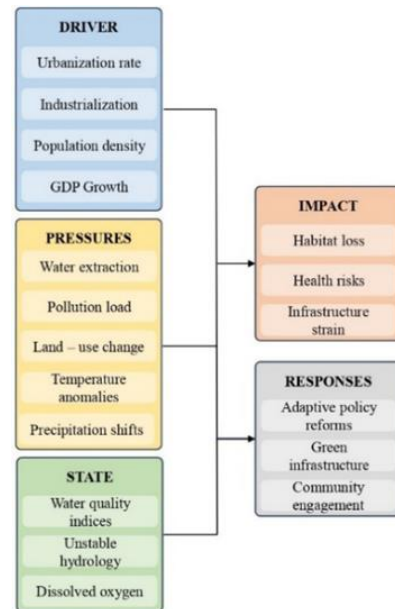 DRIVER
Urbanization rate
Industrialization
Population density
GDP Growth
PRESSURES
Water extraction
Pollution load
Land – use change
Temperature
anomalies
Precipitation shifts
STATE
Water quality
indices
Unstable
hydrology
Dissolved oxygen
IMPACT
Habitat loss
Health risks
Infrastructure
strain
RESPONSES
Adaptive policy
reforms
Green
infrastructure
Community
engagement